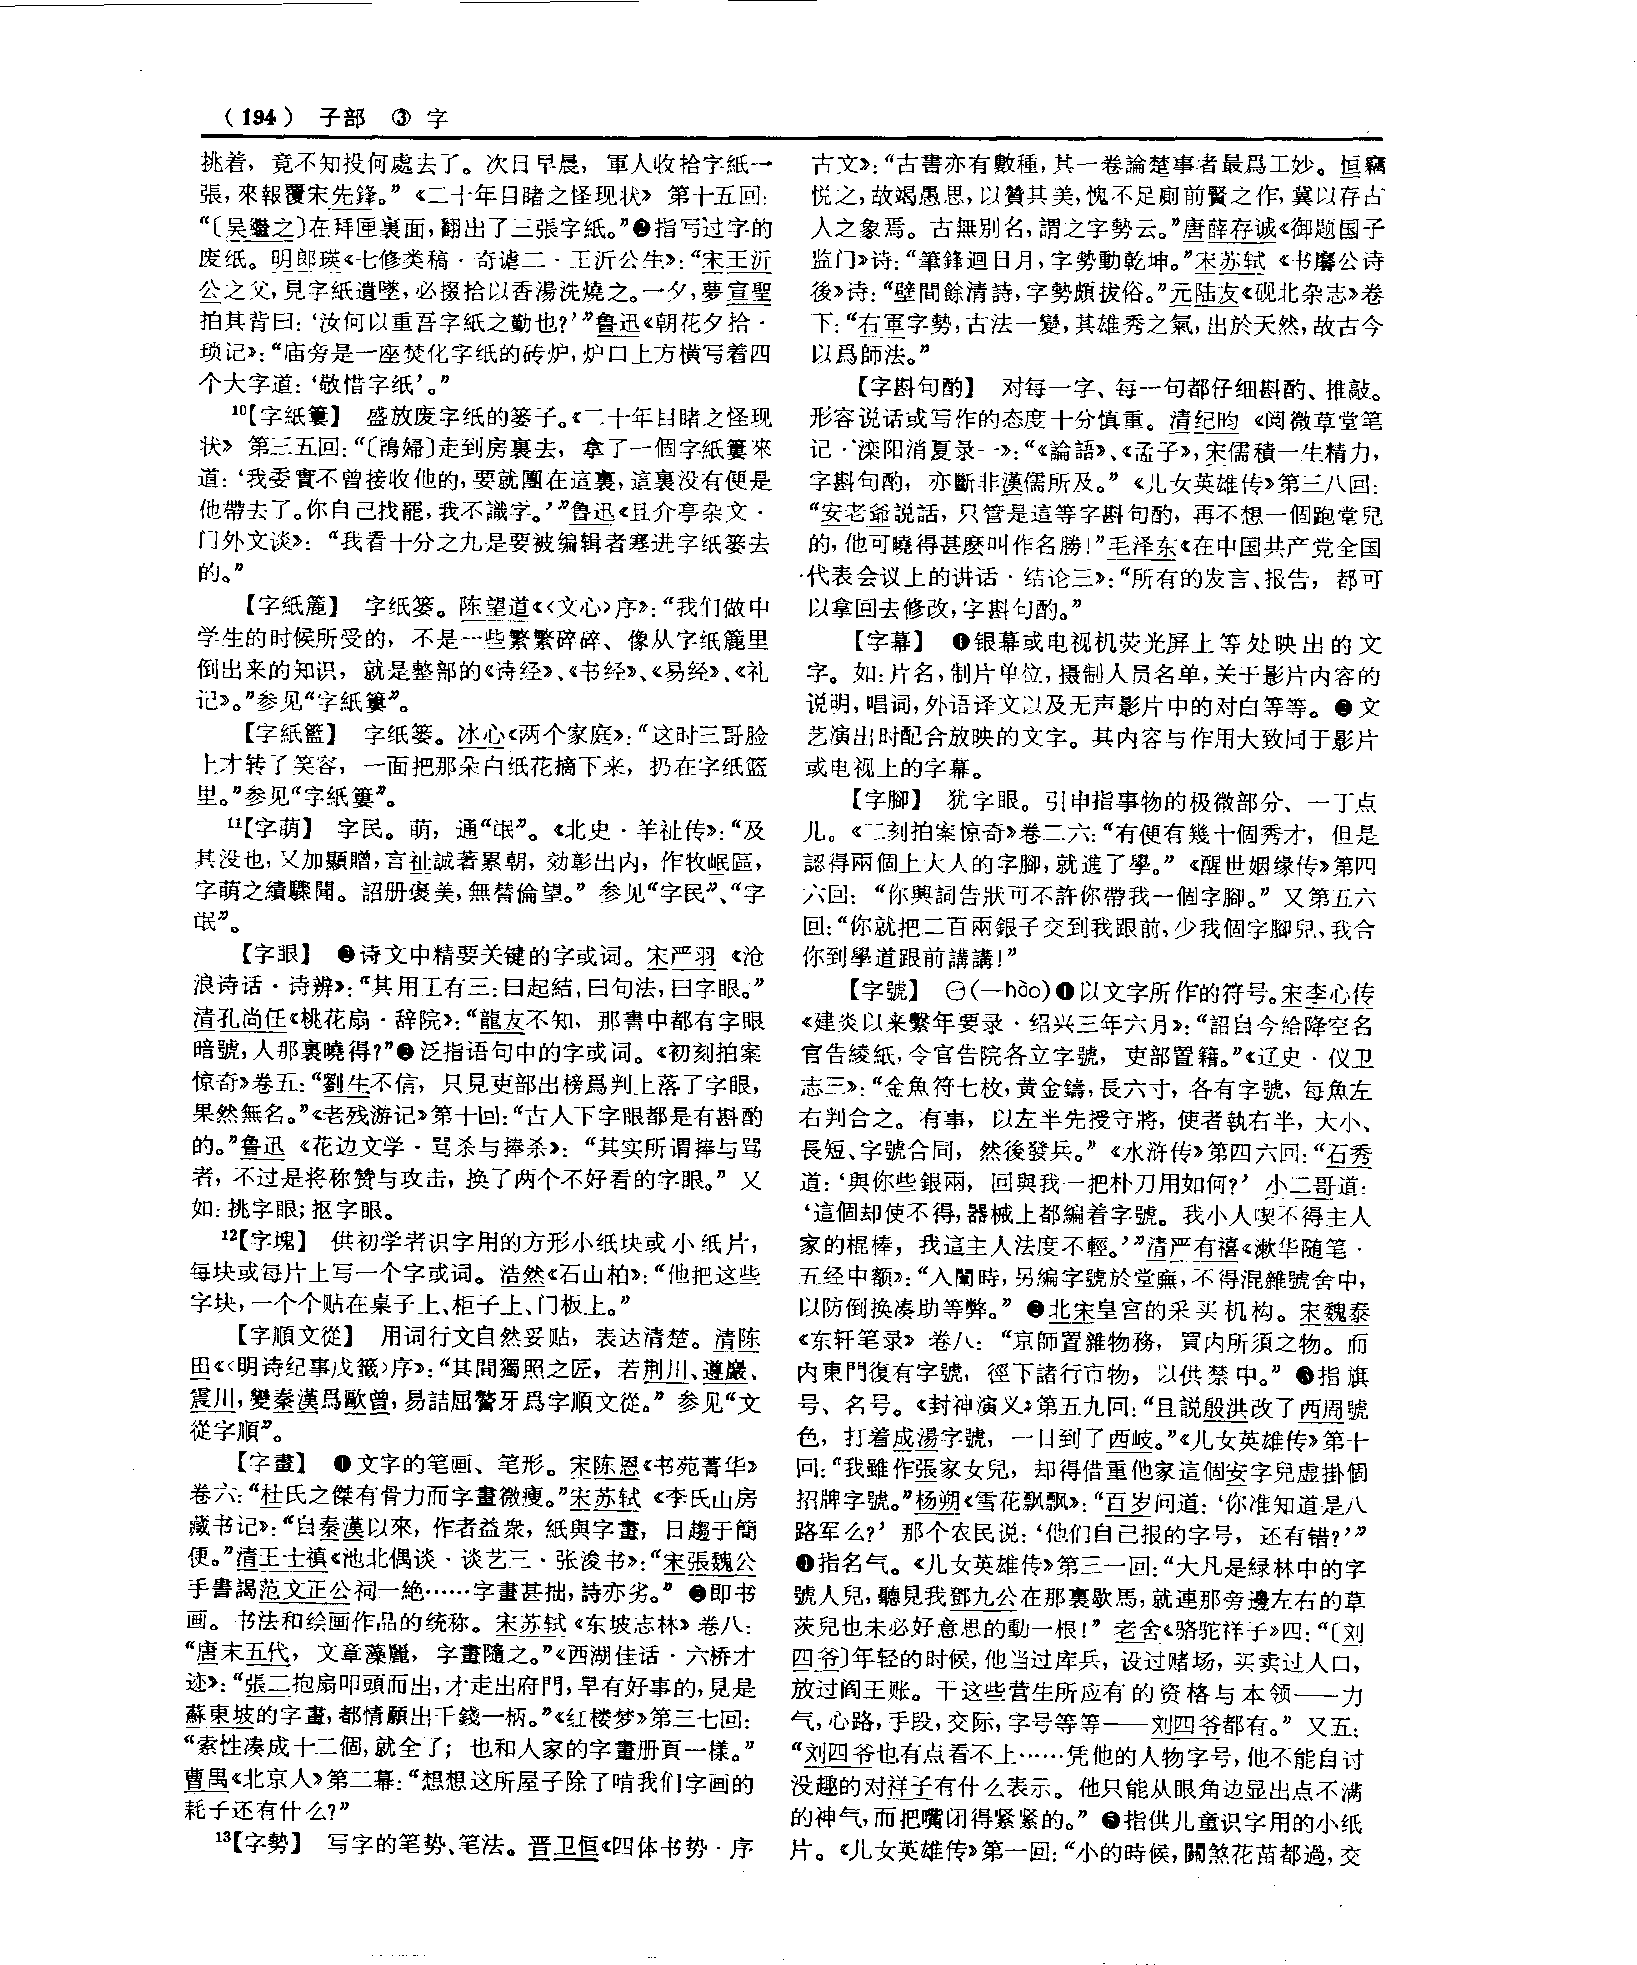 （194） 子部 ③ 字
挑着，竟不知投何處去了。次日早晨，軍人收拾字紙一
張，來報覆宋先鋒。”《二十年目睹之怪现状》 第十五回：
“〔吴繼之〕在拜匣裏面，翻出了三張字紙。”❷指写过字的
废纸。明郎瑛《七修类稿·奇谑二·王沂公生》：“宋王沂
公之父，見字紙遺墜，必掇拾以香湯洗燒之。一夕，夢宣聖
拍其背曰：‘汝何以重吾字紙之勤也？’”鲁迅《朝花夕拾·
琐记》：“庙旁是一座焚化字纸的砖炉，炉口上方横写着四
个大字道：‘敬惜字纸’。”
10【字紙簍】 盛放废字纸的篓子。《二十年目睹之怪现
状》 第三五回：“〔鴇婦〕走到房裏去，拿了一個字紙簍來
道：‘我委實不曾接收他的，要就團在這裏，這裏没有便是
他帶去了。你自己找罷，我不識字。’”鲁迅《且介亭杂文·
门外文谈》：“我看十分之九是要被编辑者塞进字纸篓去
的。”
【字紙簏】 字纸篓。陈望道《〈文心〉序》：“我们做中
学生的时候所受的，不是一些繁繁碎碎、像从字纸簏里
倒出来的知识，就是整部的《诗经》、《书经》、《易经》、《礼
记》。”参见“字紙簍”。
【字紙籃】 字纸篓。冰心《两个家庭》：“这时三哥脸
上才转了笑容，一面把那朵白纸花摘下来，扔在字纸篮
里。”参见“字紙簍”。
11【字萌】 字民。萌，通“氓”。《北史·羊祉传》：“及
其没也，又加顯贈，言祉誠著累朝，効彰出内，作牧岷區，
字萌之績驟聞。詔册褒美，無替倫望。” 参见“字民”、“字
氓”。
【字眼】 ❶诗文中精要关键的字或词。宋严羽 《沧
浪诗话·诗辨》：“其用工有三：曰起結，曰句法，曰字眼。”
清孔尚任《桃花扇·辞院》：“龍友不知，那書中都有字眼
暗號，人那裏曉得？”❷泛指语句中的字或词。《初刻拍案
惊奇》卷五：“劉生不信，只見吏部出榜爲判上落了字眼，
果然無名。”《老残游记》第十回：“古人下字眼都是有斟酌
的。”鲁迅 《花边文学·骂杀与捧杀》：“其实所谓捧与骂
者，不过是将称赞与攻击，换了两个不好看的字眼。” 又
如：挑字眼；抠字眼。
12【字塊】 供初学者识字用的方形小纸块或小纸片，
每块或每片上写一个字或词。浩然《石山柏》：“他把这些
字块，一个个贴在桌子上、柜子上、门板上。”
【字順文從】 用词行文自然妥贴，表达清楚。清陈
田《〈明诗纪事戊籤〉序》：“其間獨照之匠，若荆川、遵巖、
震川，變秦漢爲歐曾，易詰屈聱牙爲字順文從。” 参见“文
從字順”。
【字畫】 ❶文字的笔画、笔形。宋陈思《书苑菁华》
卷六：“杜氏之傑有骨力而字畫微瘦。”宋苏轼 《李氏山房
藏书记》：“自秦漢以來，作者益衆，紙與字畫，日趨于簡
便。”清王士禛《池北偶谈·谈艺三·张浚书》：“宋張魏公
手書謁范文正公祠一絶……字畫甚拙，詩亦劣。” ❷即书
画。书法和绘画作品的统称。宋苏轼《东坡志林》卷八：
“唐末五代，文章藻麗，字畫隨之。”《西湖佳话·六桥才
迹》：“張二抱扇叩頭而出，才走出府門，早有好事的，見是
蘇東坡的字畫，都情願出千錢一柄。”《红楼梦》第三七回：
“索性凑成十二個，就全了；也和人家的字畫册頁一樣。”
曹禺《北京人》第二幕：“想想这所屋子除了啃我们字画的
耗子还有什么？”
13【字勢】 写字的笔势、笔法。晋卫恒《四体书势·序
古文》：“古書亦有數種，其一卷論楚事者最爲工妙。恒竊
悦之，故竭愚思，以贊其美，愧不足廁前賢之作，冀以存古
人之象焉。古無别名，謂之字勢云。”唐薛存诚《御题国子
监门》诗：“筆鋒迴日月，字勢動乾坤。”宋苏轼 《书黁公诗
後》诗：“壁間餘清詩，字勢頗拔俗。”元陆友《砚北杂志》卷
下：“右軍字勢，古法一變，其雄秀之氣，出於天然，故古今
以爲師法。”
【字斟句酌】 对每一字、每一句都仔细斟酌、推敲。
形容说话或写作的态度十分慎重。清纪昀 《阅微草堂笔
记·滦阳消夏录一》：“《論語》、《孟子》，宋儒積一生精力，
字斟句酌，亦斷非漢儒所及。” 《儿女英雄传》第三八回：
“安老爺説話，只管是這等字斟句酌，再不想一個跑堂兒
的，他可曉得甚麽叫作名勝！”毛泽东《在中国共产党全国
代表会议上的讲话·结论三》：“所有的发言、报告，都可
以拿回去修改，字斟句酌。”
【字幕】 ❶银幕或电视机荧光屏上等处映出的文
字。如：片名，制片单位，摄制人员名单，关于影片内容的
说明，唱词，外语译文以及无声影片中的对白等等。❷文
艺演出时配合放映的文字。其内容与作用大致同于影片
或电视上的字幕。
【字腳】 犹字眼。引申指事物的极微部分、一丁点
儿。《二刻拍案惊奇》卷二六：“有便有幾十個秀才，但是
認得兩個上大人的字腳，就進了學。” 《醒世姻缘传》第四
六回：“你興詞告狀可不許你帶我一個字腳。” 又第五六
回：“你就把二百兩銀子交到我跟前，少我個字腳兒，我合
你到學道跟前講講！”
【字號】 ㊀(—hào)❶以文字所作的符号。宋李心传
《建炎以来繫年要录·绍兴三年六月》：“詔自今給降空名
官告綾紙，令官告院各立字號，吏部置籍。”《辽史·仪卫
志三》：“金魚符七枚，黄金鑄，長六寸，各有字號，每魚左
右判合之。有事，以左半先授守將，使者執右半，大小、
長短、字號合同，然後發兵。” 《水浒传》第四六回：“石秀
道：‘與你些銀兩，回與我一把朴刀用如何？’ 小二哥道：
‘這個却使不得，器械上都編着字號。我小人喫不得主人
家的棍棒，我這主人法度不輕。’”清严有禧《漱华随笔·
五经中额》：“入闈時，另编字號於堂廡，不得混雜號舍中，
以防倒换凑助等弊。” ❷北宋皇宫的采买机构。宋魏泰
《东轩笔录》 卷八：“京師置雜物務，買内所須之物。而
内東門復有字號，徑下諸行市物，以供禁中。” ❸指旗
号、名号。《封神演义》第五九回：“且説殷洪改了西周號
色，打着成湯字號，一日到了西岐。”《儿女英雄传》第十
回：“我雖作張家女兒，却得借重他家這個安字兒虚掛個
招牌字號。”杨朔《雪花飘飘》：“百岁问道：‘你准知道是八
路军么？’ 那个农民说：‘他们自己报的字号，还有错？’”
❹指名气。《儿女英雄传》第三一回：“大凡是緑林中的字
號人兒，聽見我鄧九公在那裏歇馬，就連那旁邊左右的草
茨兒也未必好意思的動一根！” 老舍《骆驼祥子》四：“〔刘
四爷〕年轻的时候，他当过库兵，设过赌场，买卖过人口，
放过阎王账。干这些营生所应有的资格与本领——力
气，心路，手段，交际，字号等等——刘四爷都有。” 又五：
“刘四爷也有点看不上……凭他的人物字号，他不能自讨
没趣的对祥子有什么表示。他只能从眼角边显出点不满
的神气，而把嘴闭得紧紧的。” ❺指供儿童识字用的小纸
片。《儿女英雄传》第一回：“小的時候，關煞花苗都過，交